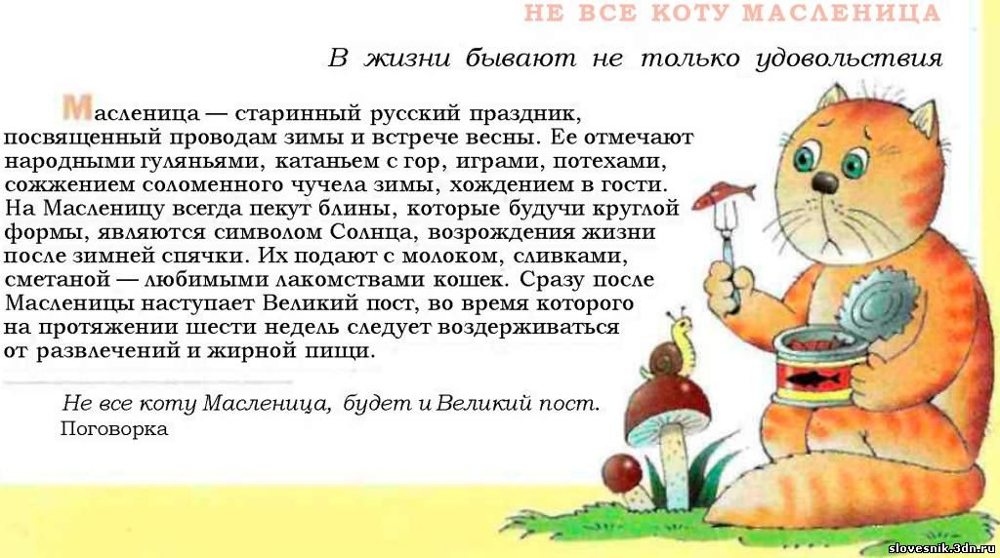 НЕ ВСЕ КОТУ МАСЛЕНИЦА
В жизни бывают не только удовольствия
Масленица — старинный русский праздник,
посвященный проводам зимы и встрече весны. Ее отмечают
народными гуляньями, катаньем с гор, играми, потехами,
сожжением соломенного чучела зимы, хождением в гости.
На Масленицу всегда пекут блины, которые будучи круглой
формы, являются символом Солнца, возрождения жизни
после зимней спячки. Их подают с молоком, сливками,
сметаной — любимыми лакомствами кошек. Сразу после
Масленицы наступает Великий пост, во время которого
на протяжении шести недель следует воздерживаться
от развлечений и жирной пищи.
Не все коту Масленица, будет и Великий пост.
Поговорка
slovesnik.3dn.ru